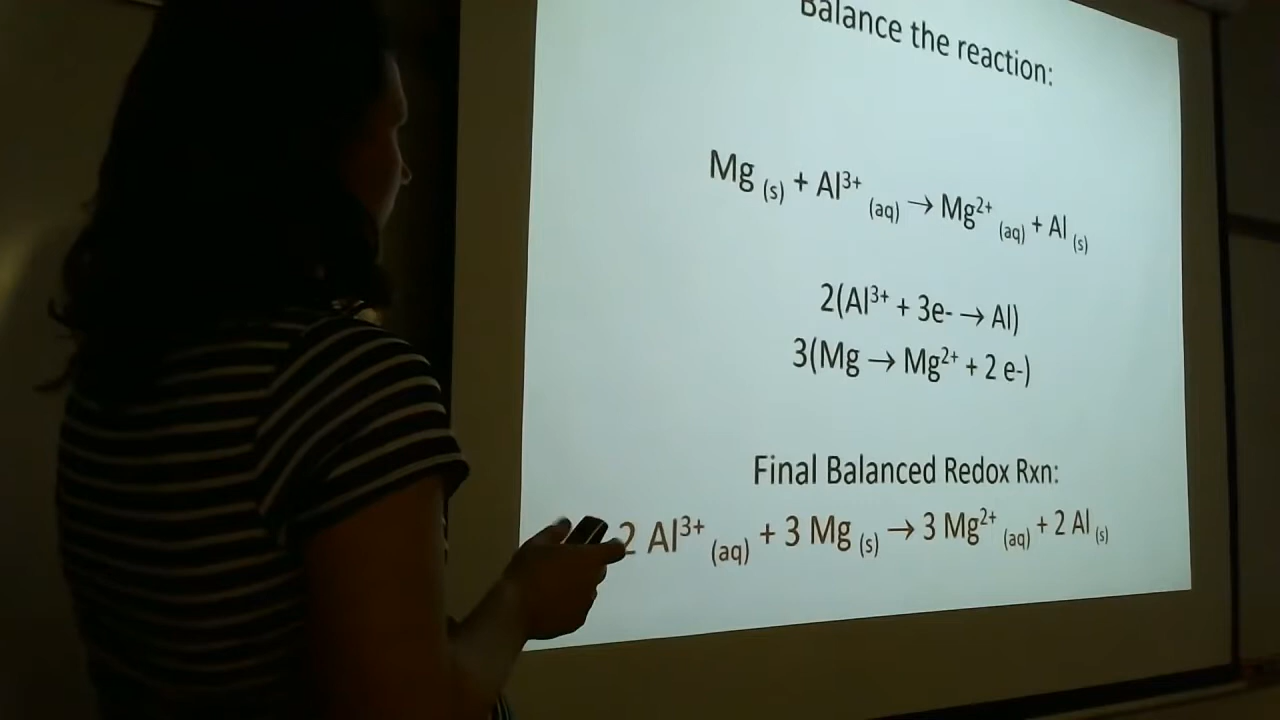 Balance the reaction:
Mg (s) + Al³⁺ (aq) → Mg²⁺ (aq) + Al (s)
2(Al³⁺ + 3e- → Al)
3(Mg → Mg²⁺ + 2 e-)
Final Balanced Redox Rxn:
2 Al³⁺ (aq) + 3 Mg (s) → 3 Mg²⁺ (aq) + 2 Al (s)